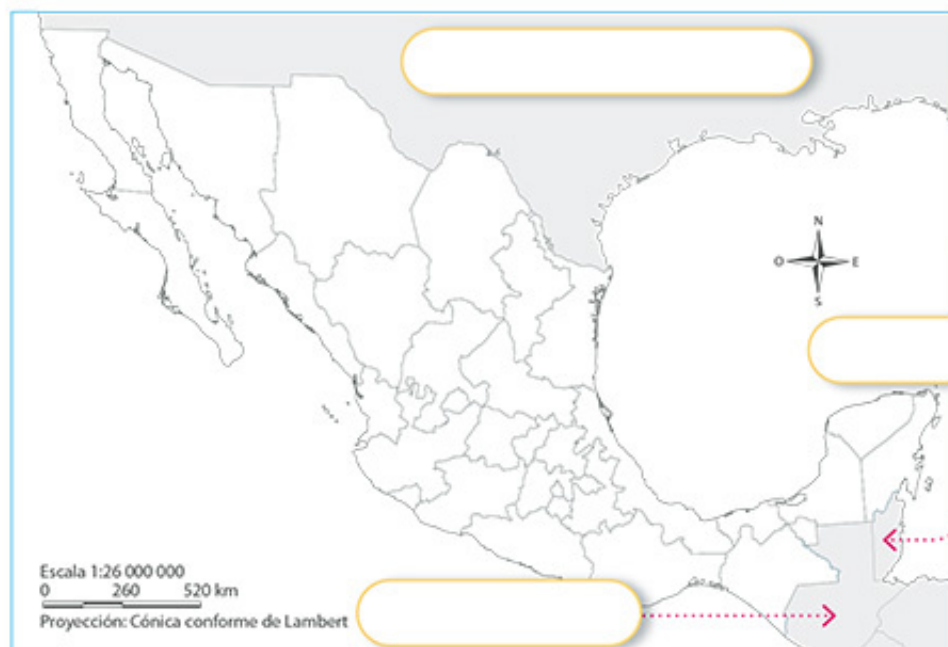 N
O E
S
Escala 1:26 000 000
0 260 520 km
Proyección: Cónica conforme de Lambert